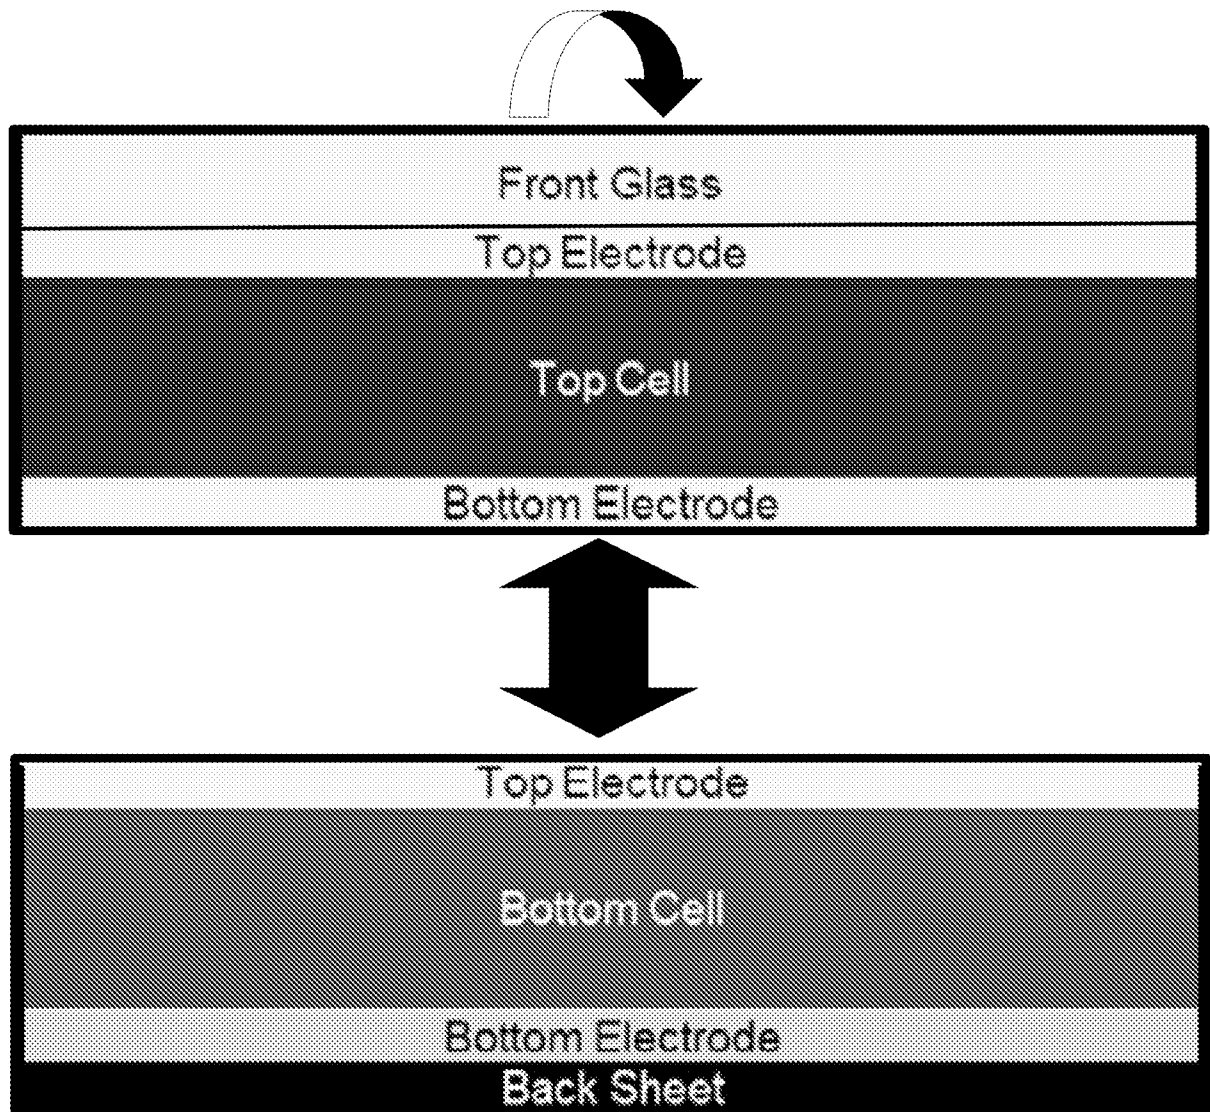 Front Glass
Top Electrode
Top Cell
Bottom Electrode
Top Electrode
Bottom Cell
Bottom Electrode
Back Sheet